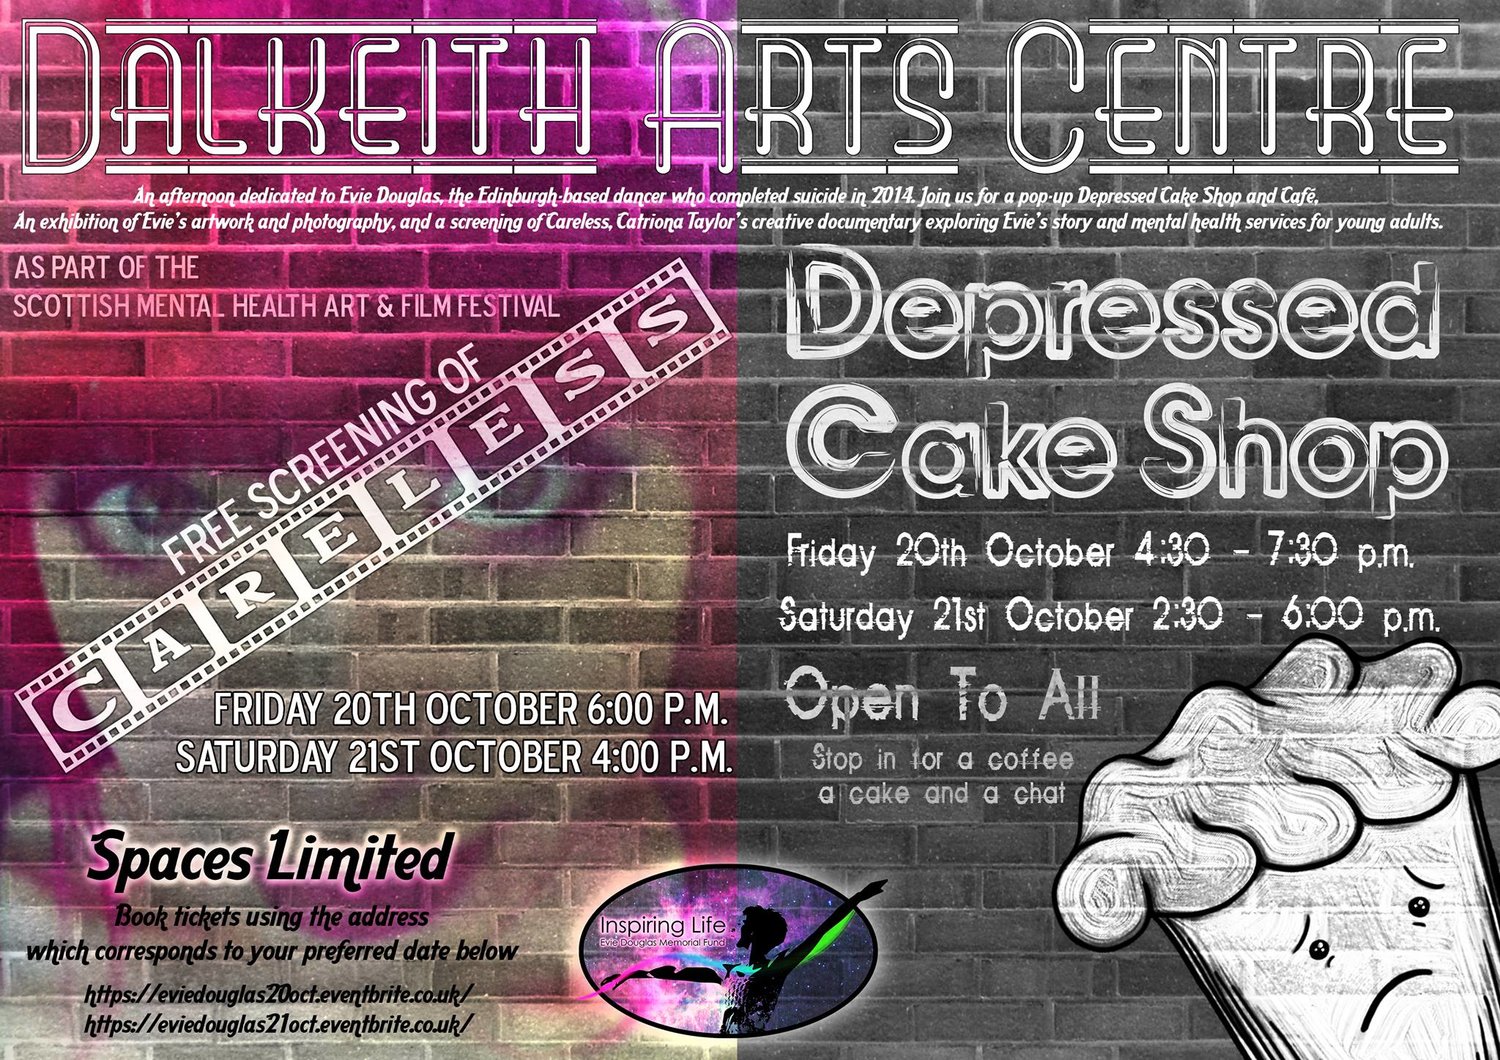 Dalkeith Arts Centre
An afternoon dedicated to Evie Douglas, the Edinburgh-based dancer who completed suicide in 2014. Join us for a pop-up Depressed Cake Shop and Café,
An exhibition of Evie's artwork and photography, and a screening of Careless, Catriona Taylor's creative documentary exploring Evie's story and mental health services for young adults.
AS PART OF THE
SCOTTISH MENTAL HEALTH ART & FILM FESTIVAL
FREE SCREENING OF
CARELESS
FRIDAY 20TH OCTOBER 6:00 P.M.
SATURDAY 21ST OCTOBER 4:00 P.M.
Spaces Limited
Book tickets using the address
which corresponds to your preferred date below
https://eviedouglas20oct.eventbrite.co.uk/
https://eviedouglas21oct.eventbrite.co.uk/
Depressed
Cake Shop
Friday 20th October 4:30 - 7:30 p.m.
Saturday 21st October 2:30 - 6:00 p.m.
Open To All
Stop in for a coffee
a cake and a chat
Inspiring Life
Evie Douglas Memorial Fund